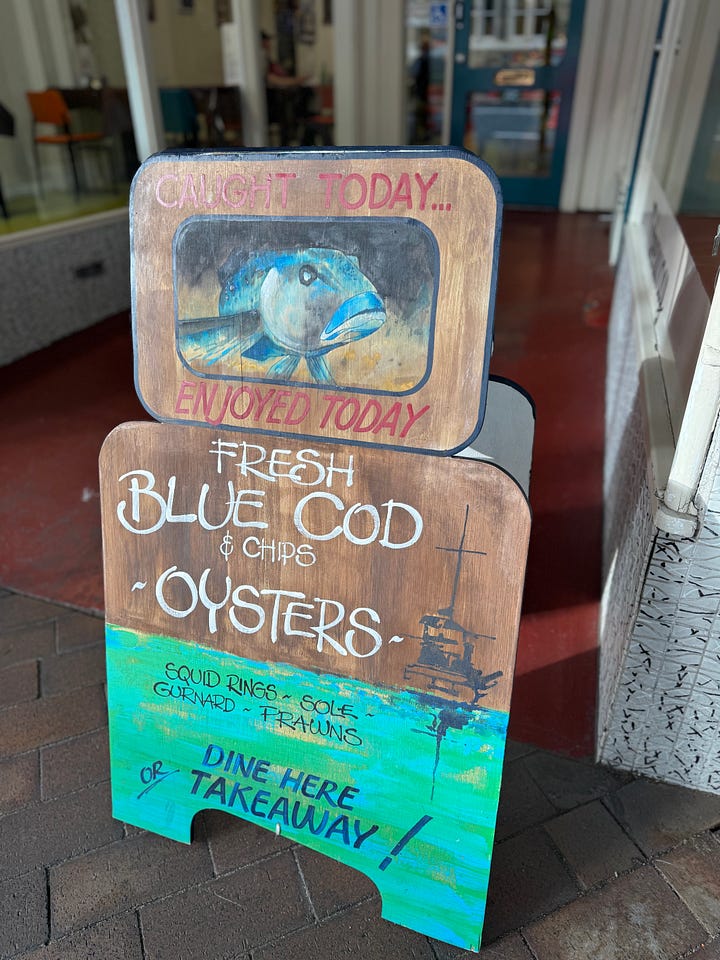 CAUGHT TODAY...
ENJOYED TODAY
FRESH
BLUE COD
& CHIPS
~ OYSTERS ~
SQUID RINGS ~ SOLE ~
GURNARD ~ PRAWNS
DINE HERE
OR TAKEAWAY!